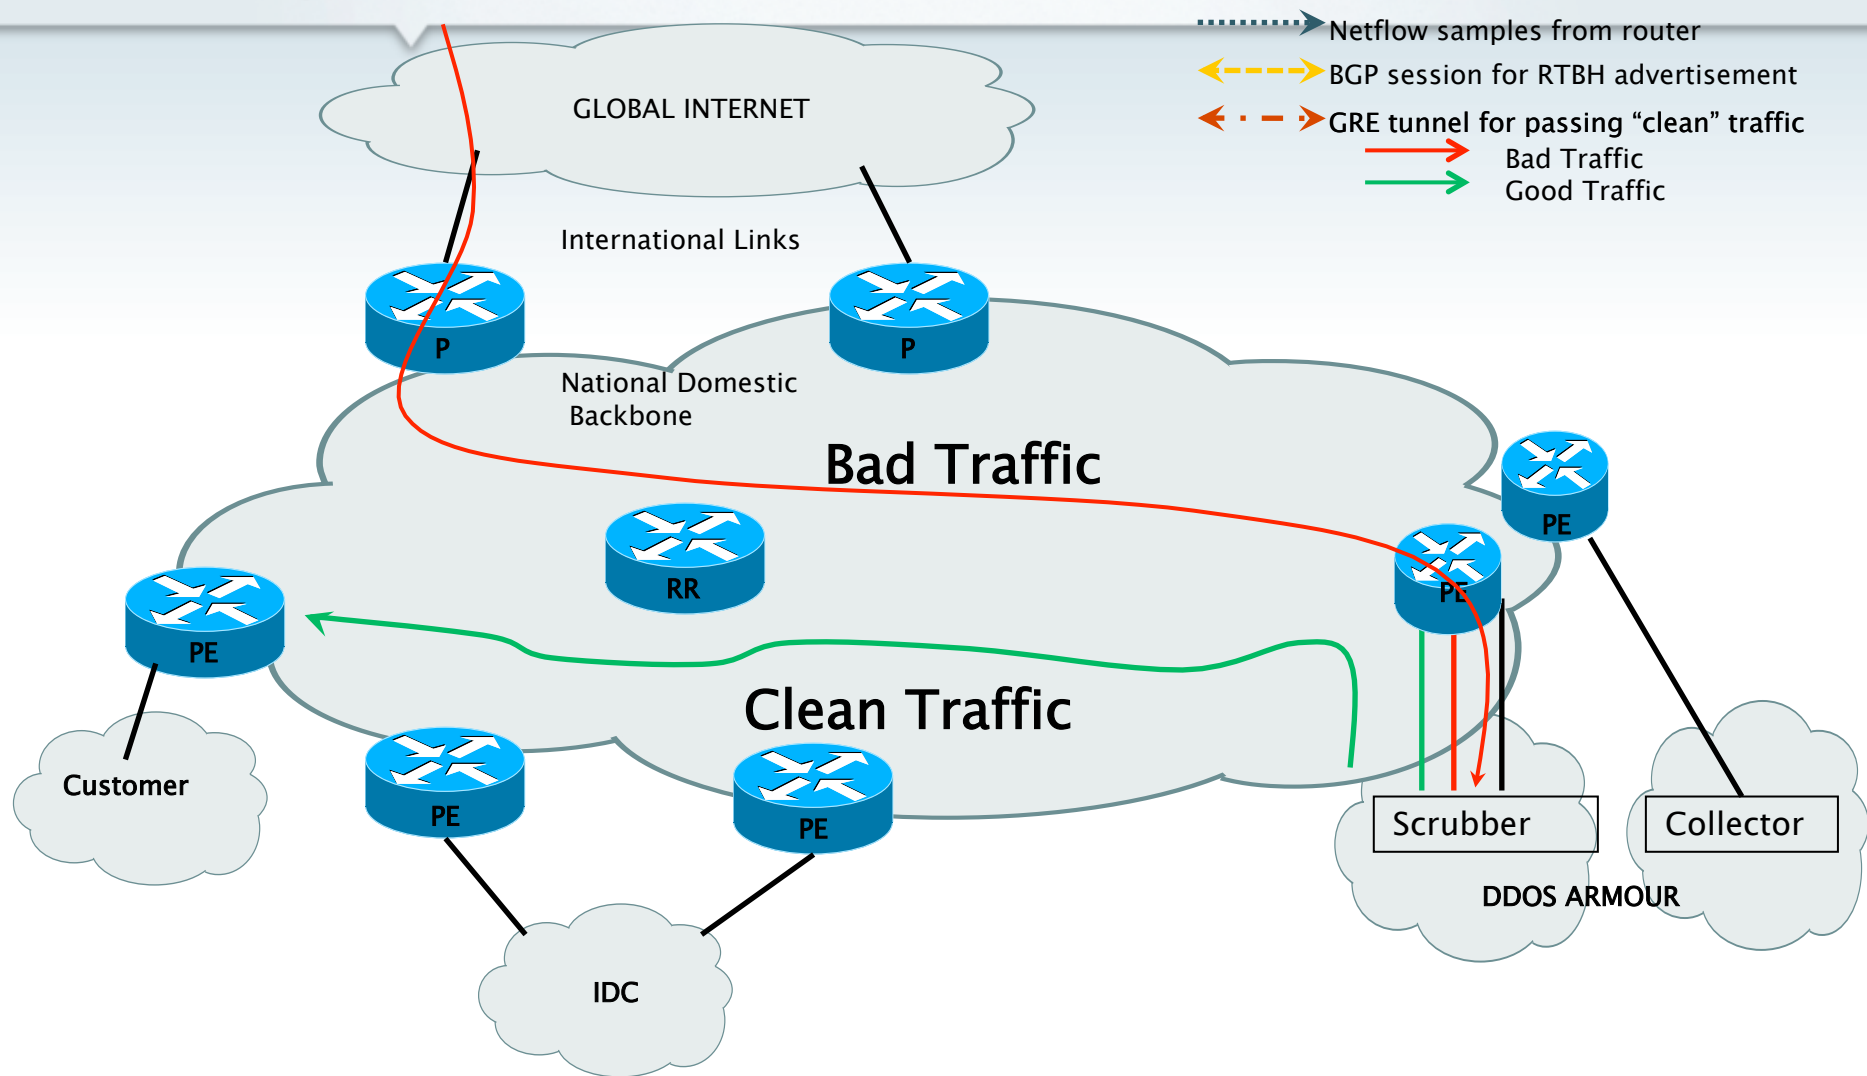 Netflow samples from router
BGP session for RTBH advertisement
GRE tunnel for passing “clean” traffic
Bad Traffic
Good Traffic
GLOBAL INTERNET
International Links
P
P
National Domestic
Backbone
Bad Traffic
PE
RR
PE
PE
Clean Traffic
Customer
PE
PE
Scrubber
Collector
DDOS ARMOUR
IDC